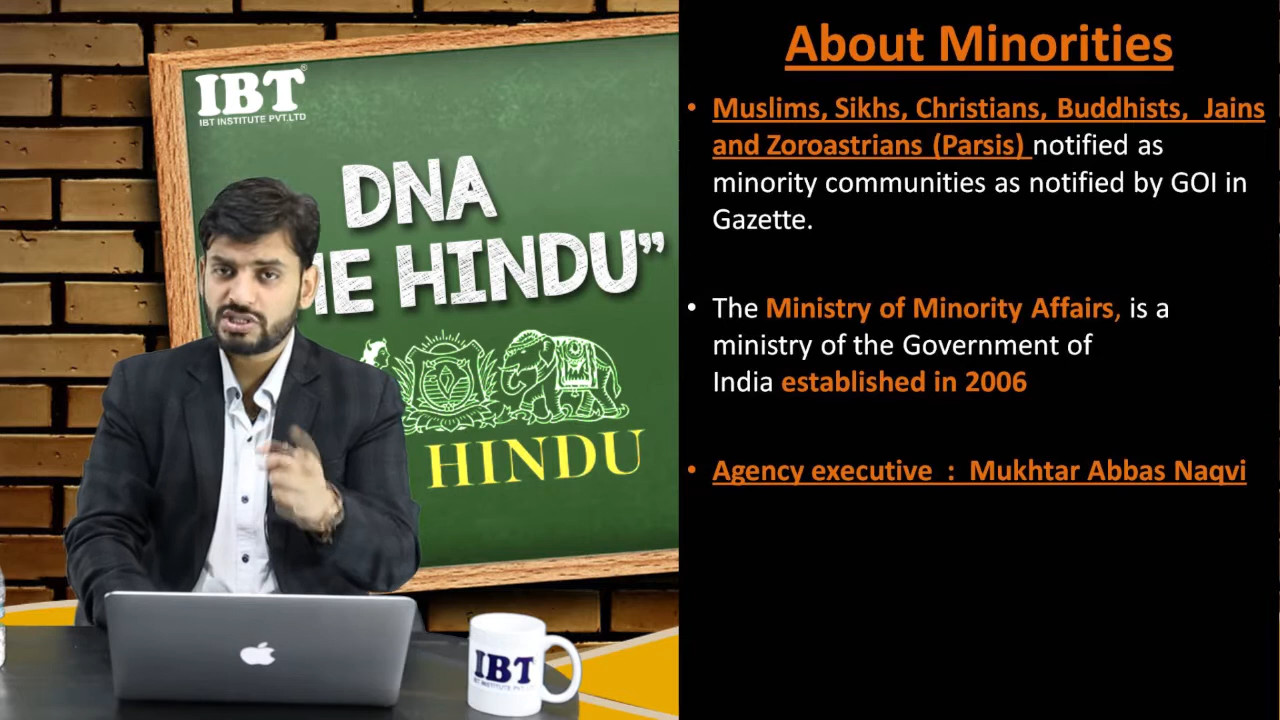 IBT
IBT INSTITUTE PVT.LTD
DNA
HINDU”
HINDU
IBT
About Minorities
• Muslims, Sikhs, Christians, Buddhists, Jains
and Zoroastrians (Parsis) notified as
minority communities as notified by GOI in
Gazette.
• The Ministry of Minority Affairs, is a
ministry of the Government of
India established in 2006
• Agency executive : Mukhtar Abbas Naqvi